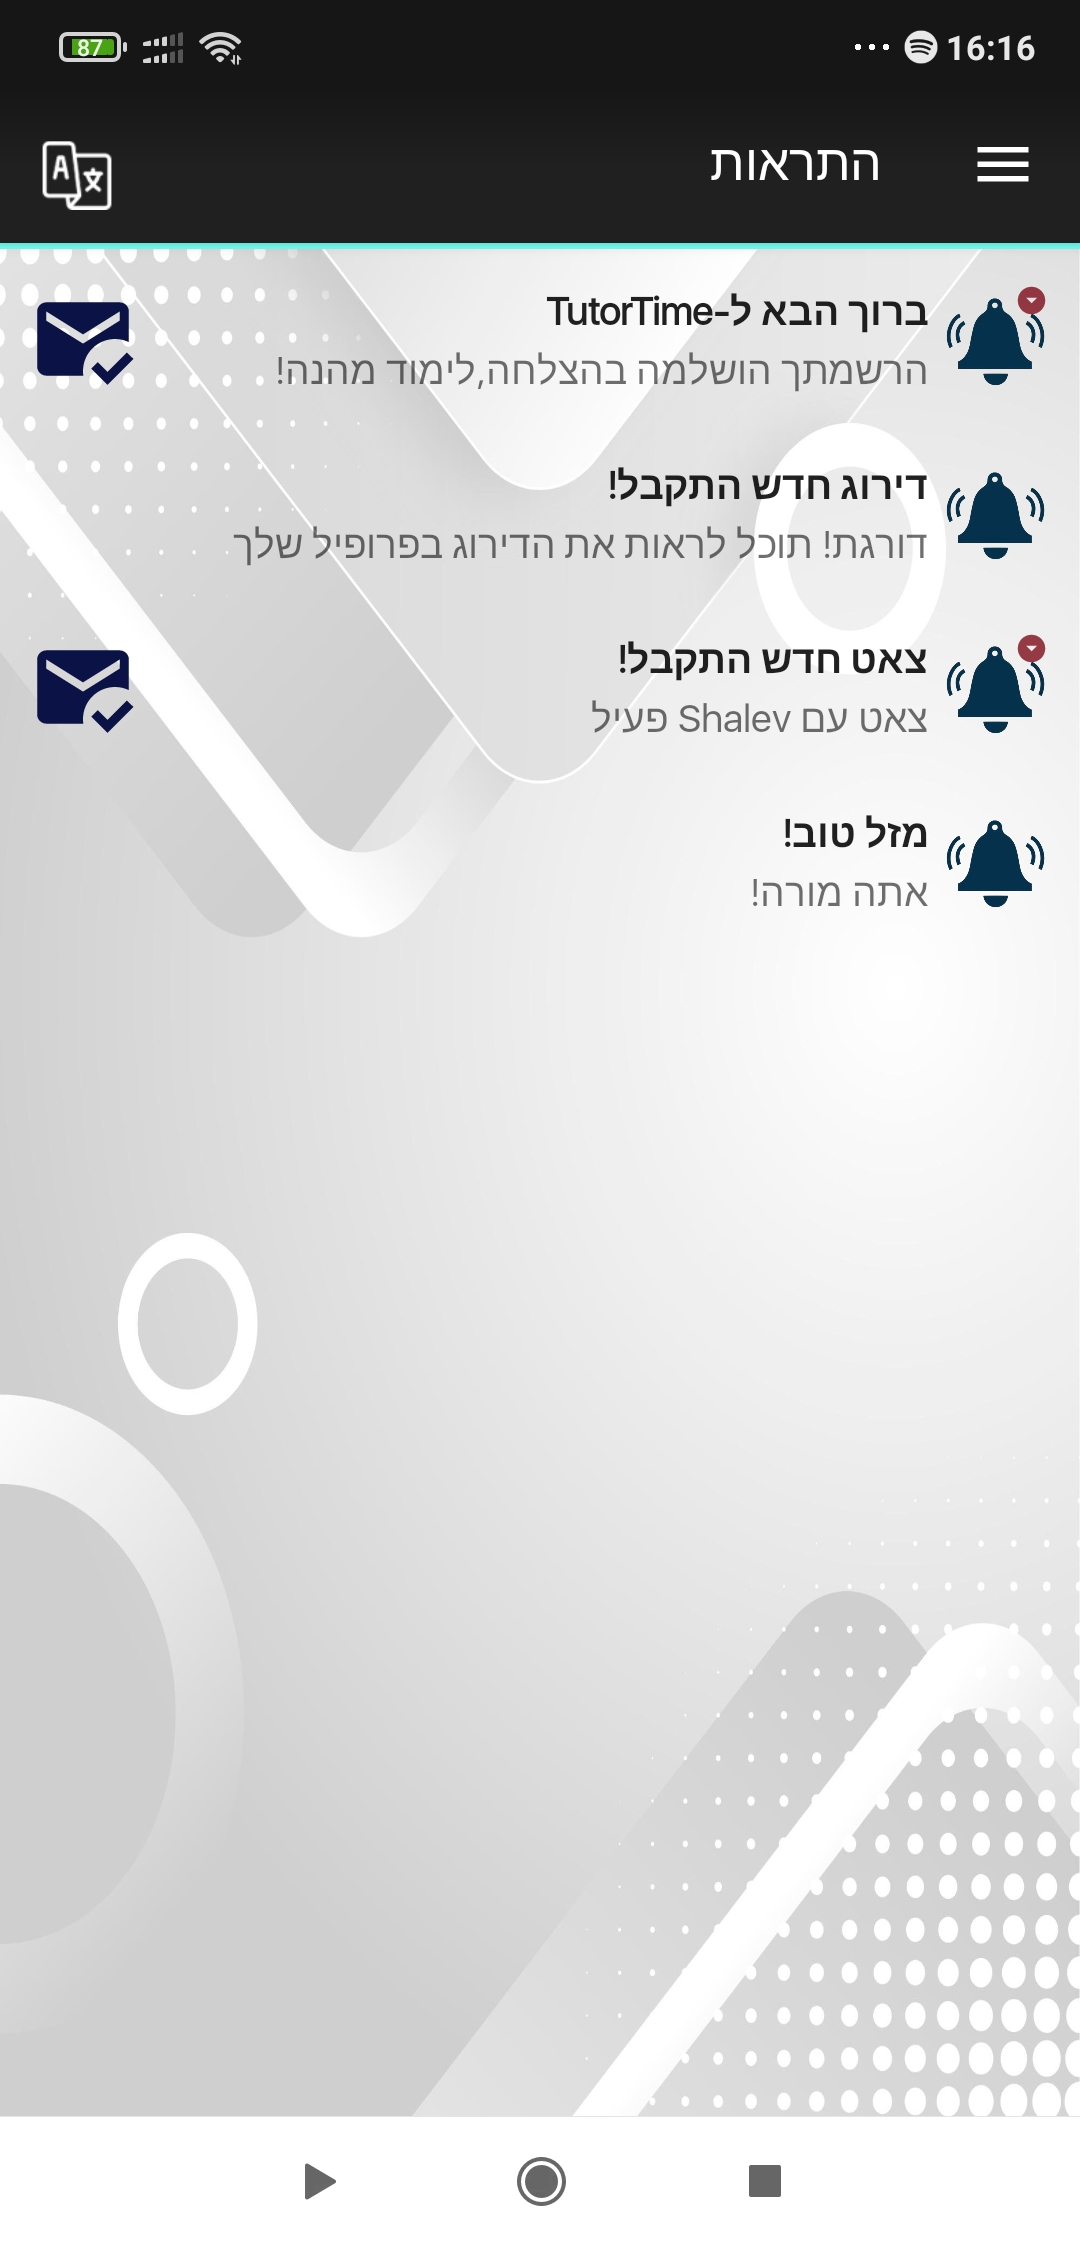 87
16:16
התראות
ברוך הבא ל-TutorTime
הרשמתך הושלמה בהצלחה,לימוד מהנה!
דירוג חדש התקבל!
דורגת! תוכל לראות את הדירוג בפרופיל שלך
צאט חדש התקבל!
צאט עם Shalev פעיל
מזל טוב!
אתה מורה!